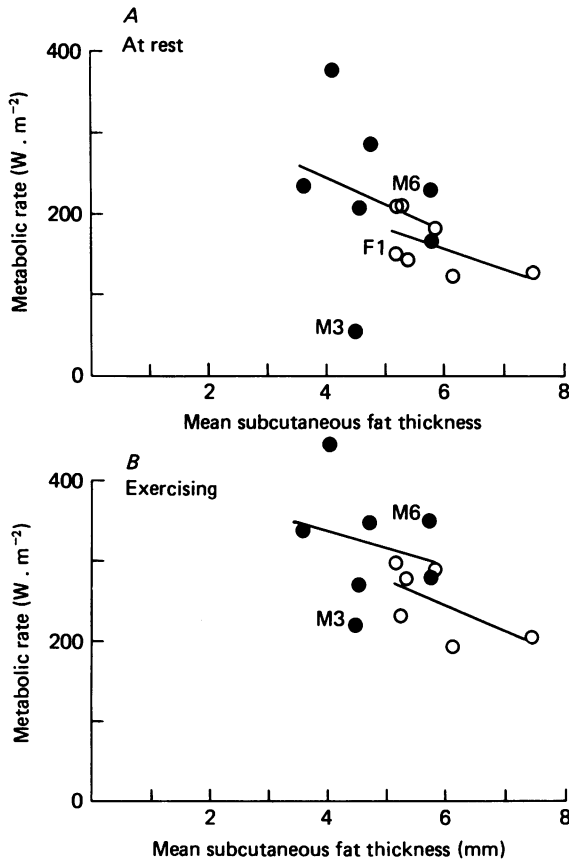 A
At rest
400
200
0
Metabolic rate (W . m⁻²)
M6
F1
M3
2 4 6 8
Mean subcutaneous fat thickness
B
Exercising
400
200
0
Metabolic rate (W . m⁻²)
M6
M3
2 4 6 8
Mean subcutaneous fat thickness (mm)